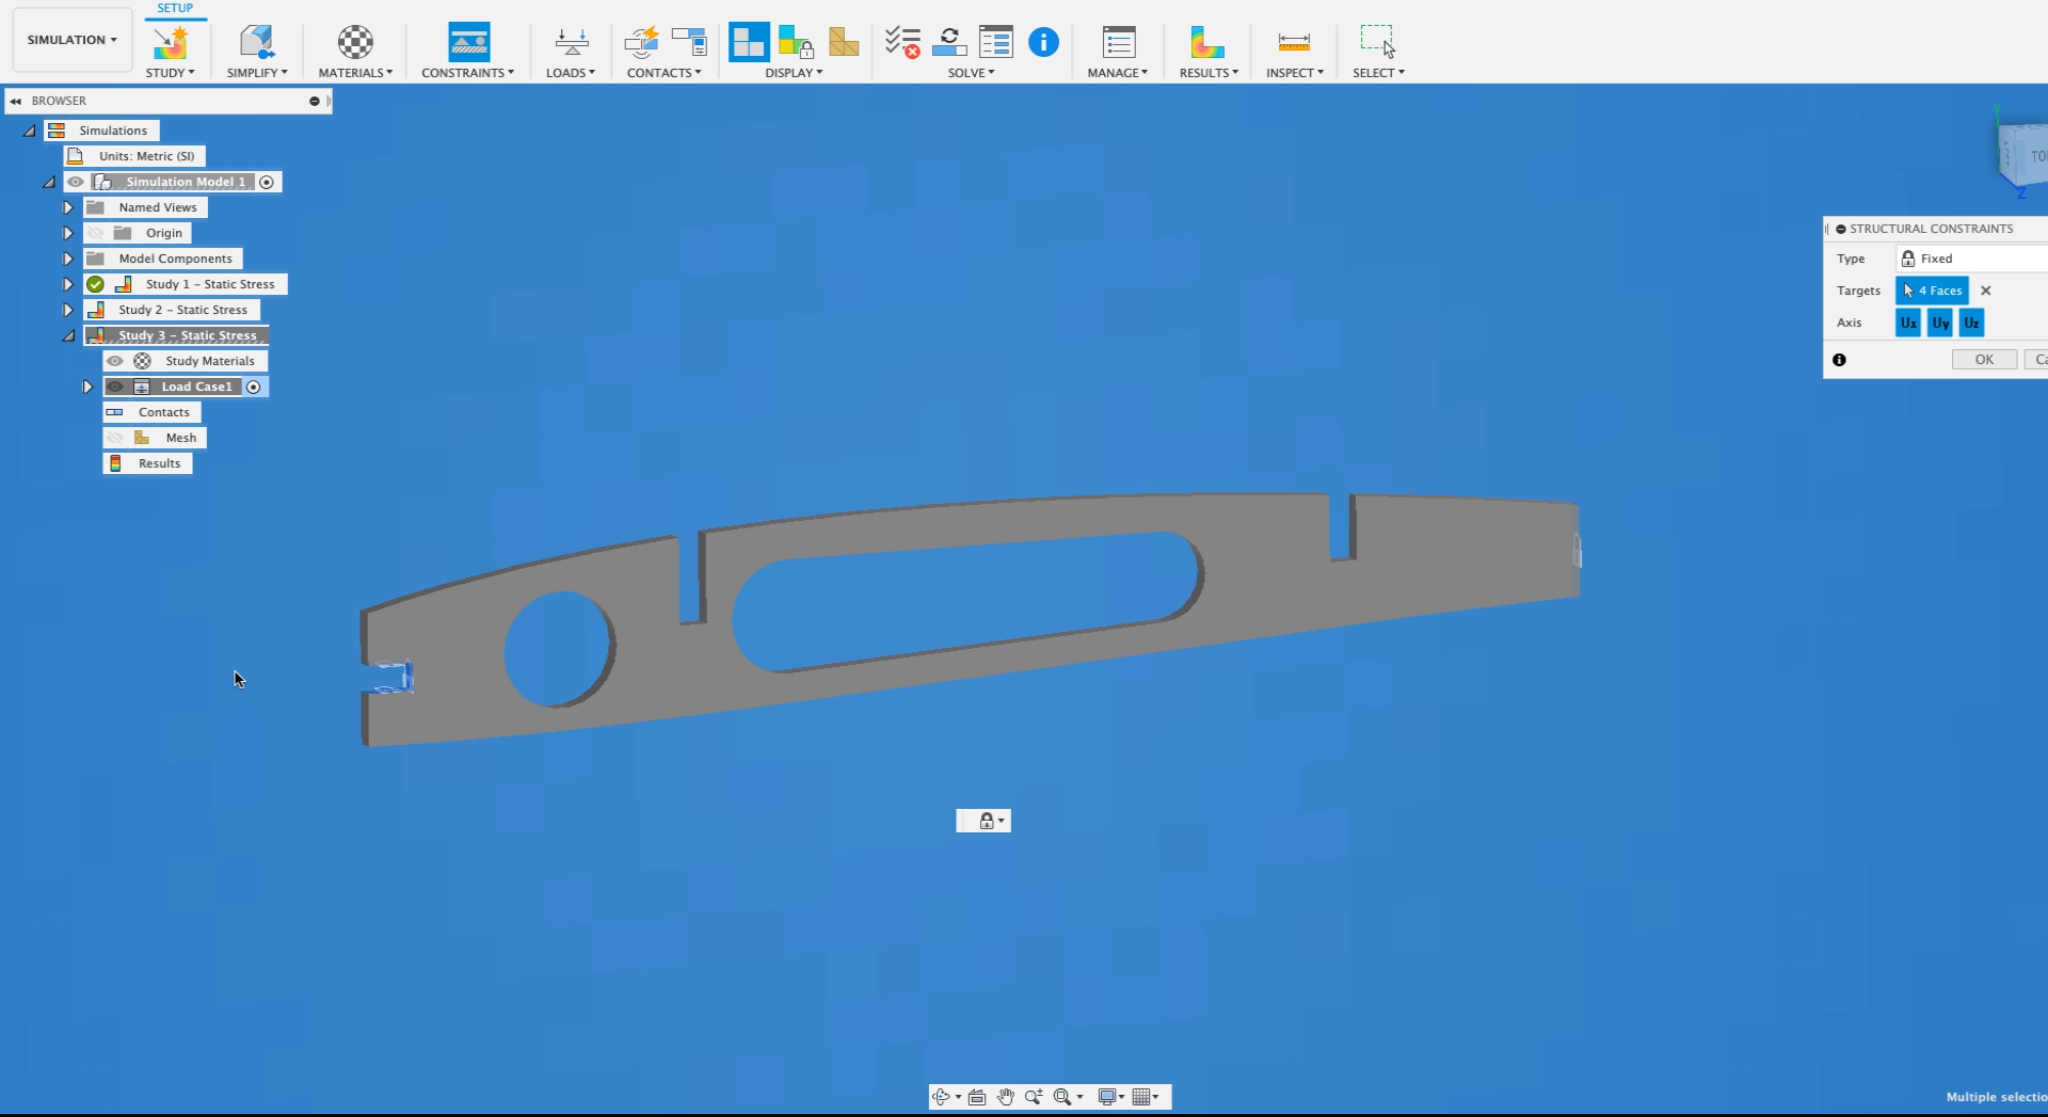 SETUP
SIMULATION
STUDY
SIMPLIFY
MATERIALS
CONSTRAINTS
LOADS
CONTACTS
DISPLAY
SOLVE
MANAGE
RESULTS
INSPECT
SELECT
BROWSER
Simulations
Units: Metric (SI)
Simulation Model 1
Named Views
Origin
Model Components
Study 1 - Static Stress
Study 2 - Static Stress
Study 3 - Static Stress
Study Materials
Load Case1
Contacts
Mesh
Results
Y
TO
Z
STRUCTURAL CONSTRAINTS
Type Fixed
Targets 4 Faces
Axis Ux Uy Uz
OK Ca
Multiple selectio